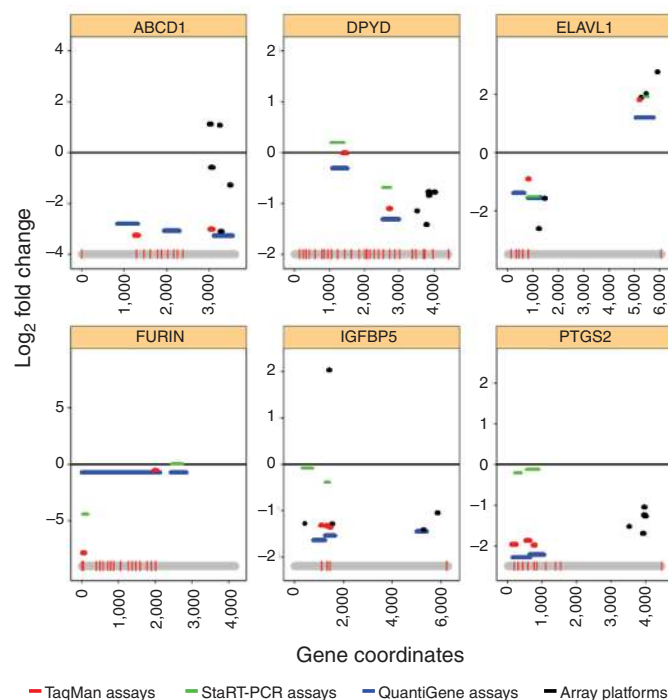 ABCD1 DPYD ELAVL1
4 2 0 −2 −4
2 1 0 −1 −2
2 0 −2
0 1,000 2,000 3,000
0 1,000 2,000 3,000 4,000
0 1,000 2,000 3,000 4,000 5,000 6,000
Log2 fold change
FURIN IGFBP5 PTGS2
5 0 −5
2 1 0 −1 −2
2 1 0 −1 −2
0 1,000 2,000 3,000 4,000
0 2,000 4,000 6,000
0 1,000 2,000 3,000 4,000
Gene coordinates
TaqMan assays StaRT-PCR assays QuantiGene assays Array platforms